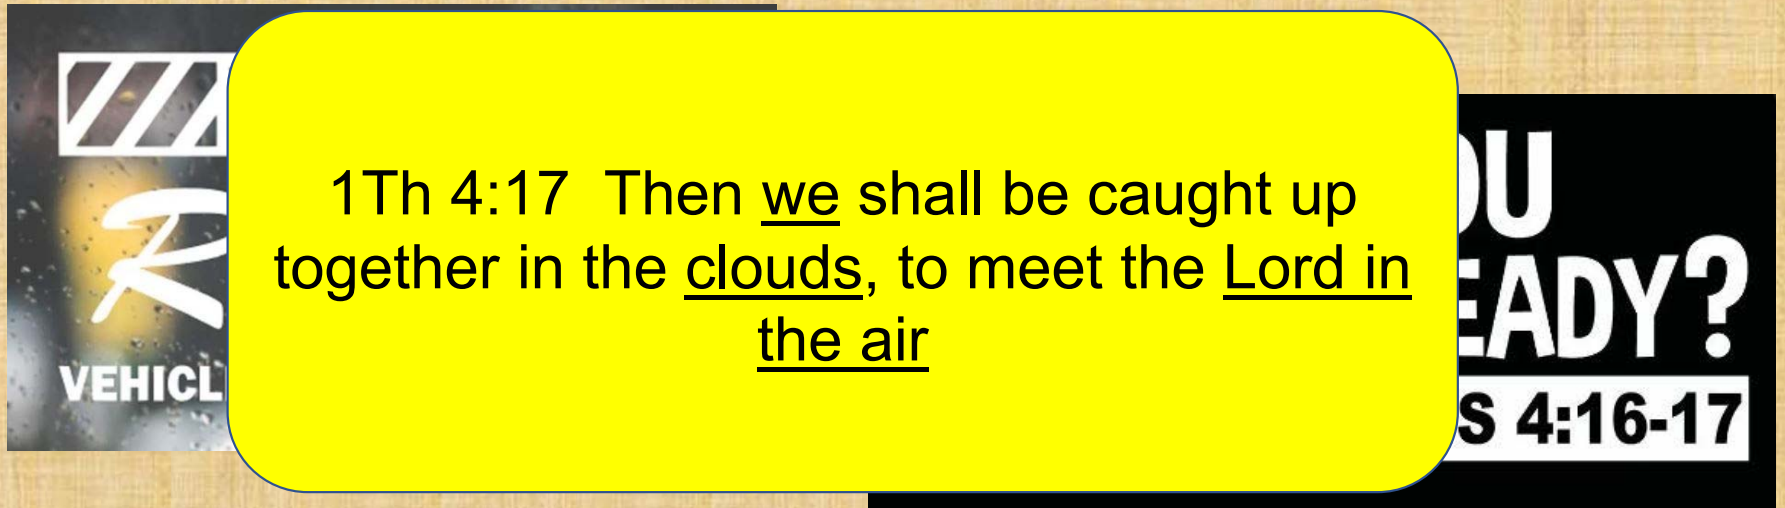 R
VEHICL
1Th 4:17  Then we shall be caught up
together in the clouds, to meet the Lord in
the air
OU
EADY?
S 4:16-17